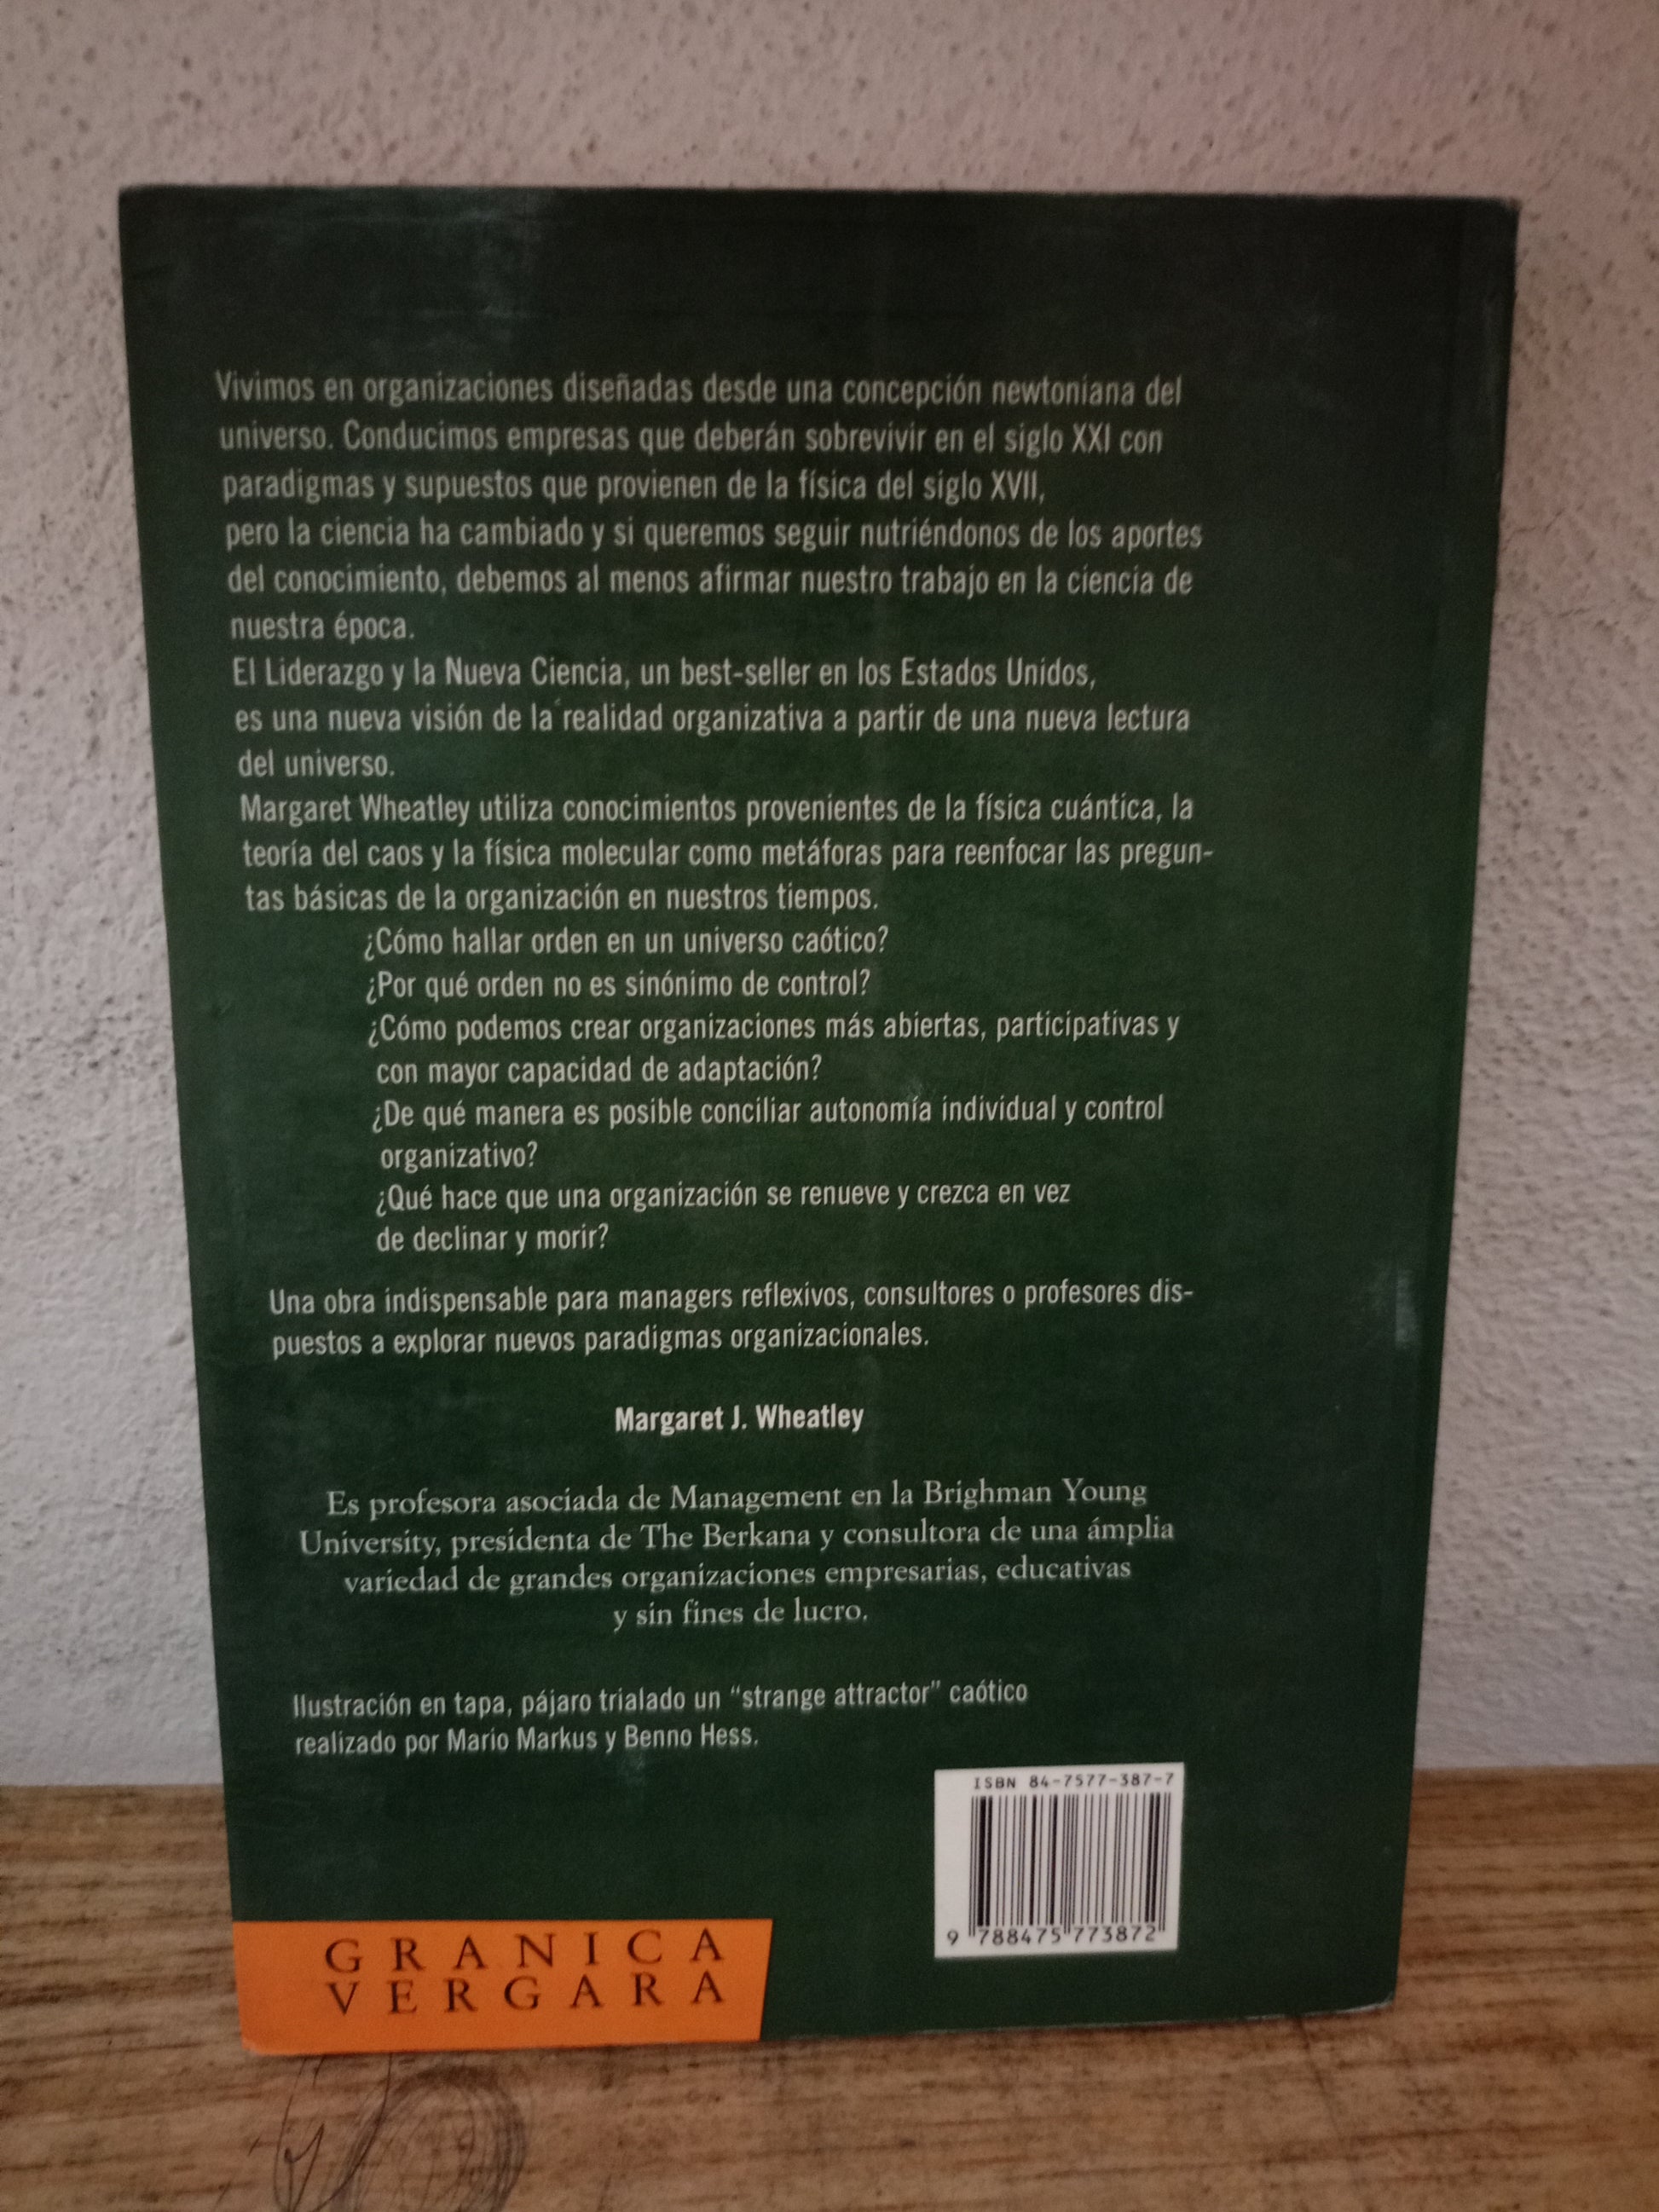 Vivimos en organizaciones diseñadas desde una concepción newtoniana del
universo. Conducimos empresas que deberán sobrevivir en el siglo XXI con
paradigmas y supuestos que provienen de la física del siglo XVII,
pero la ciencia ha cambiado y si queremos seguir nutriéndonos de los aportes
del conocimiento, debemos al menos afirmar nuestro trabajo en la ciencia de
nuestra época.
El Liderazgo y la Nueva Ciencia, un best-seller en los Estados Unidos,
es una nueva visión de la realidad organizativa a partir de una nueva lectura
del universo.
Margaret Wheatley utiliza conocimientos provenientes de la física cuántica, la
teoría del caos y la física molecular como metáforas para reenfocar las pregun-
tas básicas de la organización en nuestros tiempos.
¿Cómo hallar orden en un universo caótico?
¿Por qué orden no es sinónimo de control?
¿Cómo podemos crear organizaciones más abiertas, participativas y
con mayor capacidad de adaptación?
¿De qué manera es posible conciliar autonomía individual y control
organizativo?
¿Qué hace que una organización se renueve y crezca en vez
de declinar y morir?
Una obra indispensable para managers reflexivos, consultores o profesores dis-
puestos a explorar nuevos paradigmas organizacionales.
Margaret J. Wheatley
Es profesora asociada de Management en la Brighman Young
University, presidenta de The Berkana y consultora de una ámplia
variedad de grandes organizaciones empresarias, educativas
y sin fines de lucro.
Ilustración en tapa, pájaro trialado un “strange attractor” caótico
realizado por Mario Markus y Benno Hess.
ISBN 84-7577-387-7
9 788475 773872
GRANICA
VERGARA